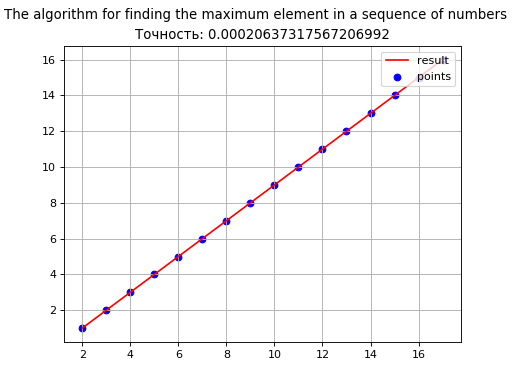 The algorithm for finding the maximum element in a sequence of numbers
Точность: 0.00020637317567206992
result
points
16
14
12
10
8
6
4
2
2 4 6 8 10 12 14 16